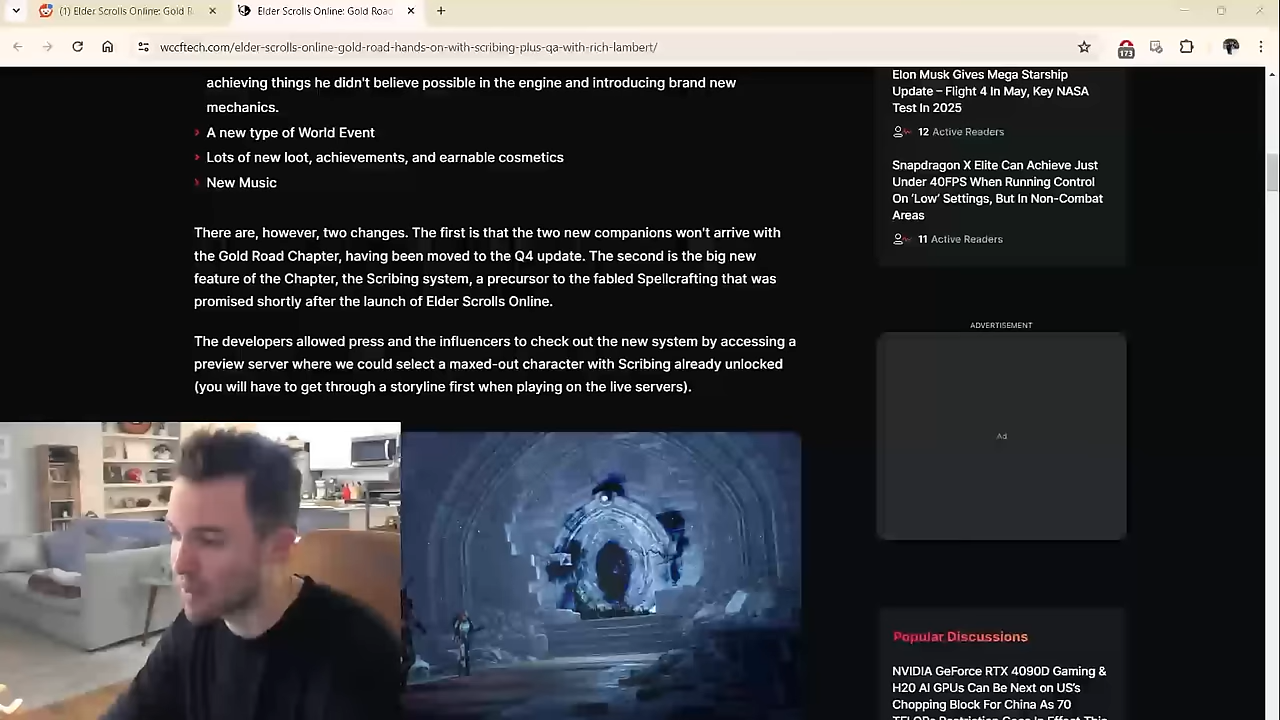 (1) Elder Scrolls Online: Gold R
Elder Scrolls Online: Gold Road
wccftech.com/elder-scrolls-online-gold-road-hands-on-with-scribing-plus-qa-with-rich-lambert/
173
achieving things he didn't believe possible in the engine and introducing brand new
mechanics.
A new type of World Event
Lots of new loot, achievements, and earnable cosmetics
New Music
There are, however, two changes. The first is that the two new companions won't arrive with
the Gold Road Chapter, having been moved to the Q4 update. The second is the big new
feature of the Chapter, the Scribing system, a precursor to the fabled Spellcrafting that was
promised shortly after the launch of Elder Scrolls Online.
The developers allowed press and the influencers to check out the new system by accessing a
preview server where we could select a maxed-out character with Scribing already unlocked
(you will have to get through a storyline first when playing on the live servers).
Elon Musk Gives Mega Starship
Update – Flight 4 In May, Key NASA
Test In 2025
12 Active Readers
Snapdragon X Elite Can Achieve Just
Under 40FPS When Running Control
On 'Low' Settings, But In Non-Combat
Areas
11 Active Readers
ADVERTISEMENT
Ad
Popular Discussions
NVIDIA GeForce RTX 4090D Gaming &
H20 AI GPUs Can Be Next on US's
Chopping Block For China As 70